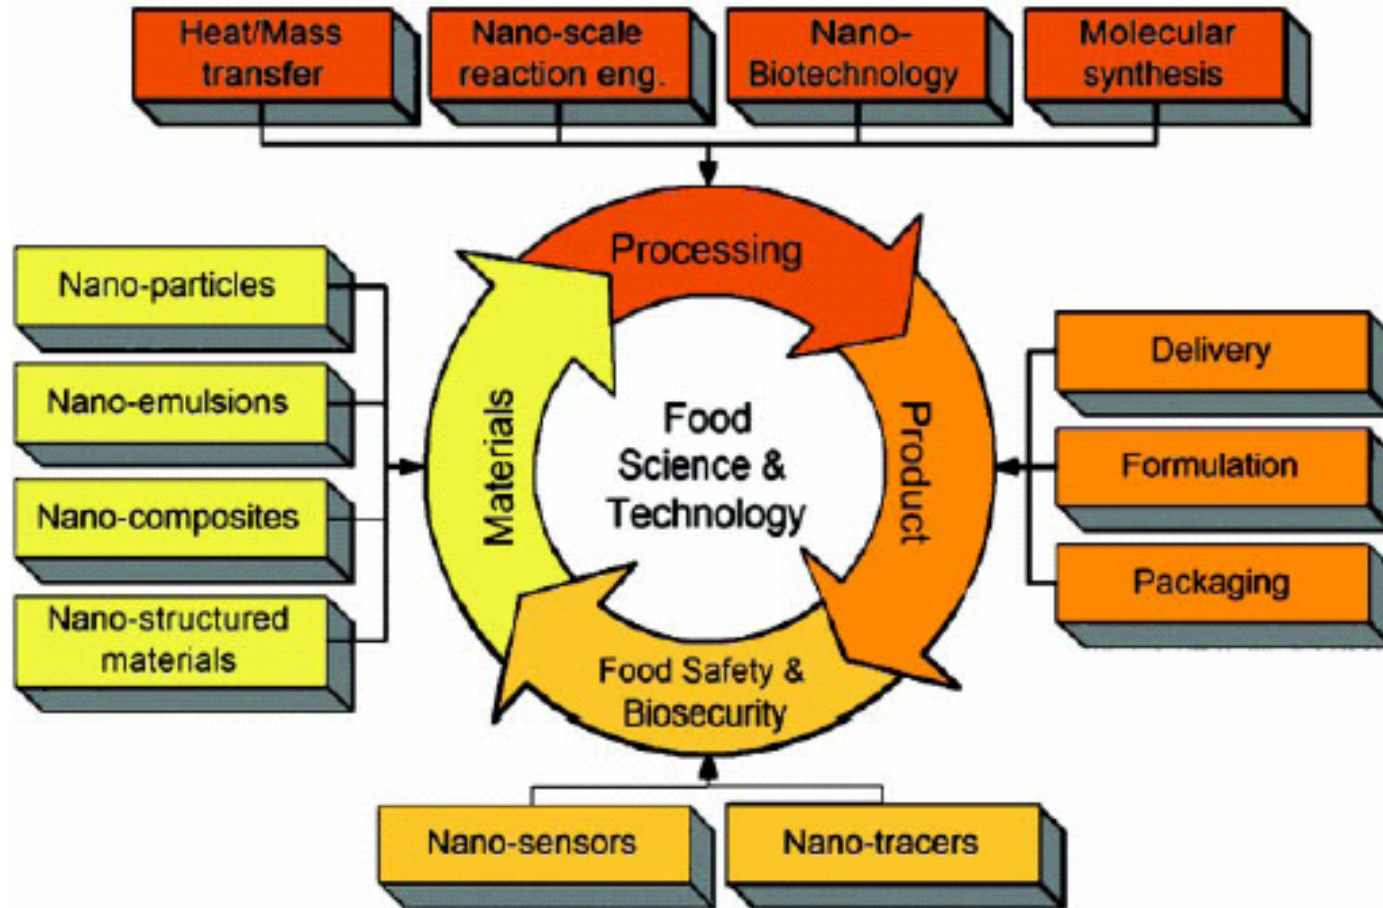 Heat/Mass
transfer
Nano-scale
reaction eng.
Nano-
Biotechnology
Molecular
synthesis
Processing
Nano-particles
Nano-emulsions
Nano-composites
Nano-structured
materials
Materials
Food
Science &
Technology
Product
Delivery
Formulation
Packaging
Food Safety &
Biosecurity
Nano-sensors
Nano-tracers